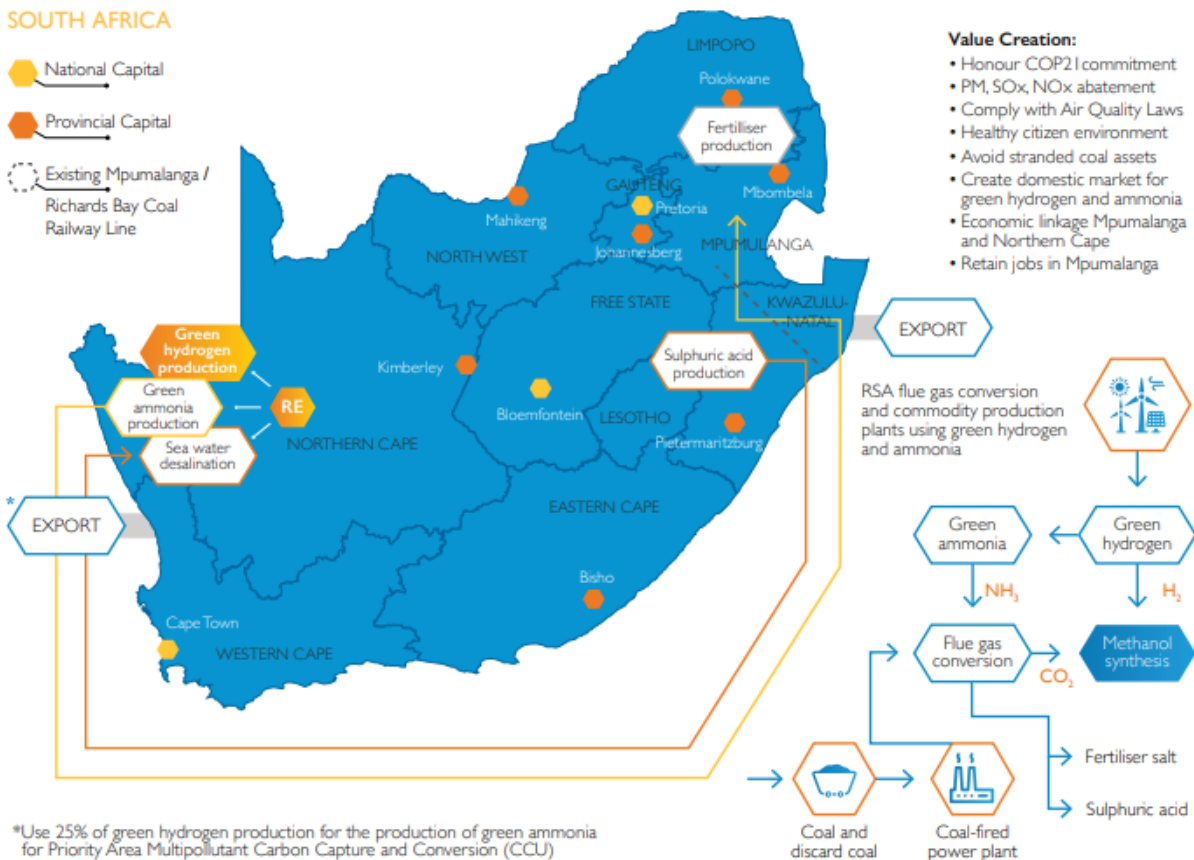 SOUTH AFRICA
National Capital
Provincial Capital
Existing Mpumalanga /
Richards Bay Coal
Railway Line
LIMPOPO
Polokwane
Fertilliser
production
Mbombela
GAUTENG
Pretoria
Johannesberg
Mahikeng
NORTH WEST
MPUMULANGA
FREE STATE
KWAZULU-
NATAL
EXPORT
Green
hydrogen
production
Green
ammonia
production
RE
Sea water
desalination
Kimberley
Bloemfontein
Sulphuric acid
production
LESOTHO
Pietermaritzburg
NORTHERN CAPE
*
EXPORT
EASTERN CAPE
Bisho
Cape Town
WESTERN CAPE
Value Creation:
• Honour COP21commitment
• PM, SOx, NOx abatement
• Comply with Air Quality Laws
• Healthy citizen environment
• Avoid stranded coal assets
• Create domestic market for
green hydrogen and ammonia
• Economic linkage Mpumalanga
and Northern Cape
• Retain jobs in Mpumalanga
RSA flue gas conversion
and commodity production
plants using green hydrogen
and ammonia
Green
ammonia
Green
hydrogen
NH₃
H₂
Flue gas
conversion
CO₂
Methanol
synthesis
Fertiliser salt
Sulphuric acid
Coal and
discard coal
Coal-fired
power plant
*Use 25% of green hydrogen production for the production of green ammonia
for Priority Area Multipollutant Carbon Capture and Conversion (CCU)